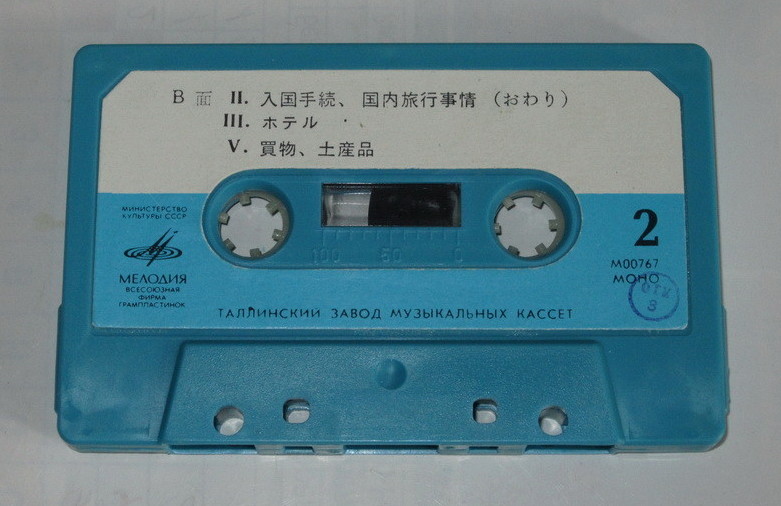 B 面 II. 入国手続、国内旅行事情 (おわり)
III. ホテル
V. 買物、土産品
МИНИСТЕРСТВО
КУЛЬТУРЫ СССР
МЕЛОДИЯ
ВСЕСОЮЗНАЯ
ФИРМА
ГРАМПЛАСТИНОК
100 50 0
2
М00767
МОНО
ОТК
3
ТАЛЛИНСКИЙ ЗАВОД МУЗЫКАЛЬНЫХ КАССЕТ